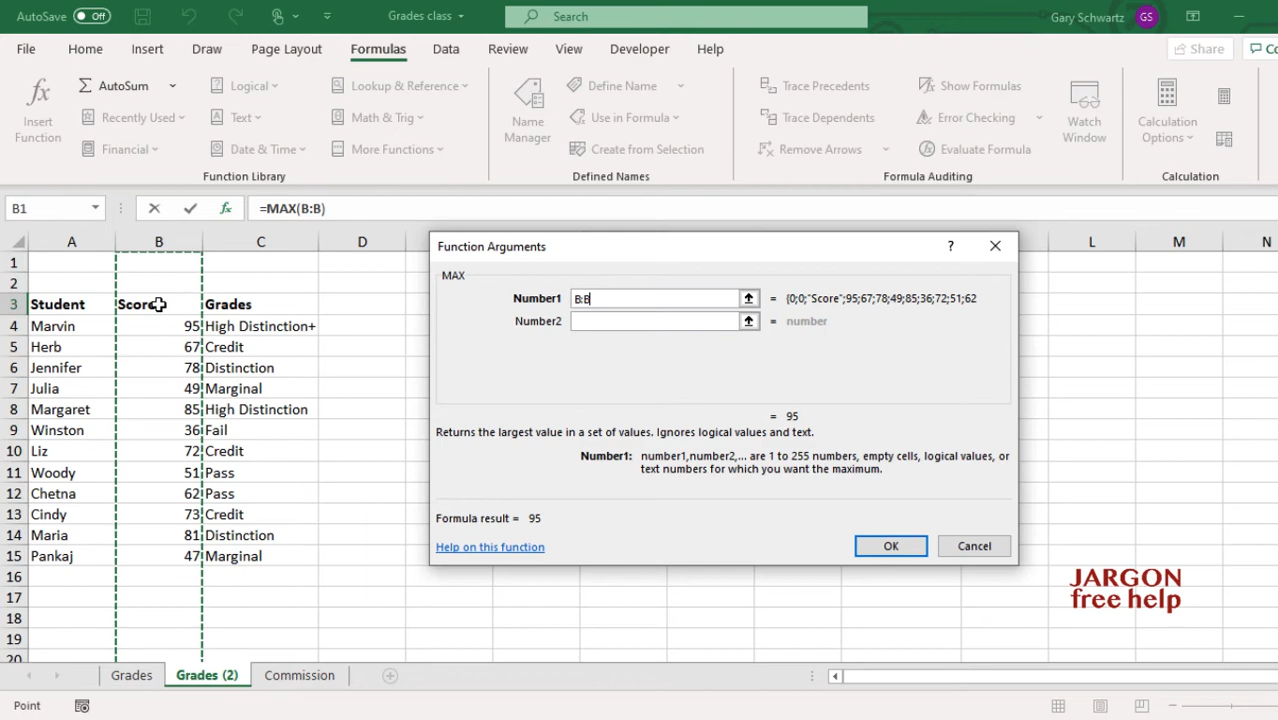 AutoSave Off Grades class Search Gary Schwartz GS
File Home Insert Draw Page Layout Formulas Data Review View Developer Help Share Co
Insert Function
AutoSum
Recently Used
Financial
Logical
Text
Date & Time
Lookup & Reference
Math & Trig
More Functions
Function Library
Name Manager
Define Name
Use in Formula
Create from Selection
Defined Names
Trace Precedents
Trace Dependents
Remove Arrows
Show Formulas
Error Checking
Evaluate Formula
Formula Auditing
Watch Window
Calculation Options
Calculation
B1 fx =MAX(B:B)
A B C D L M N
1
2
3 Student Score Grades
4 Marvin 95 High Distinction+
5 Herb 67 Credit
6 Jennifer 78 Distinction
7 Julia 49 Marginal
8 Margaret 85 High Distinction
9 Winston 36 Fail
10 Liz 72 Credit
11 Woody 51 Pass
12 Chetna 62 Pass
13 Cindy 73 Credit
14 Maria 81 Distinction
15 Pankaj 47 Marginal
16
17
18
19
20
Function Arguments ?
MAX
Number1 B:B = {0;0;"Score";95;67;78;49;85;36;72;51;62
Number2 = number
= 95
Returns the largest value in a set of values. Ignores logical values and text.
Number1: number1,number2,... are 1 to 255 numbers, empty cells, logical values, or
text numbers for which you want the maximum.
Formula result = 95
Help on this function OK Cancel
JARGON
free help
Grades Grades (2) Commission
Point